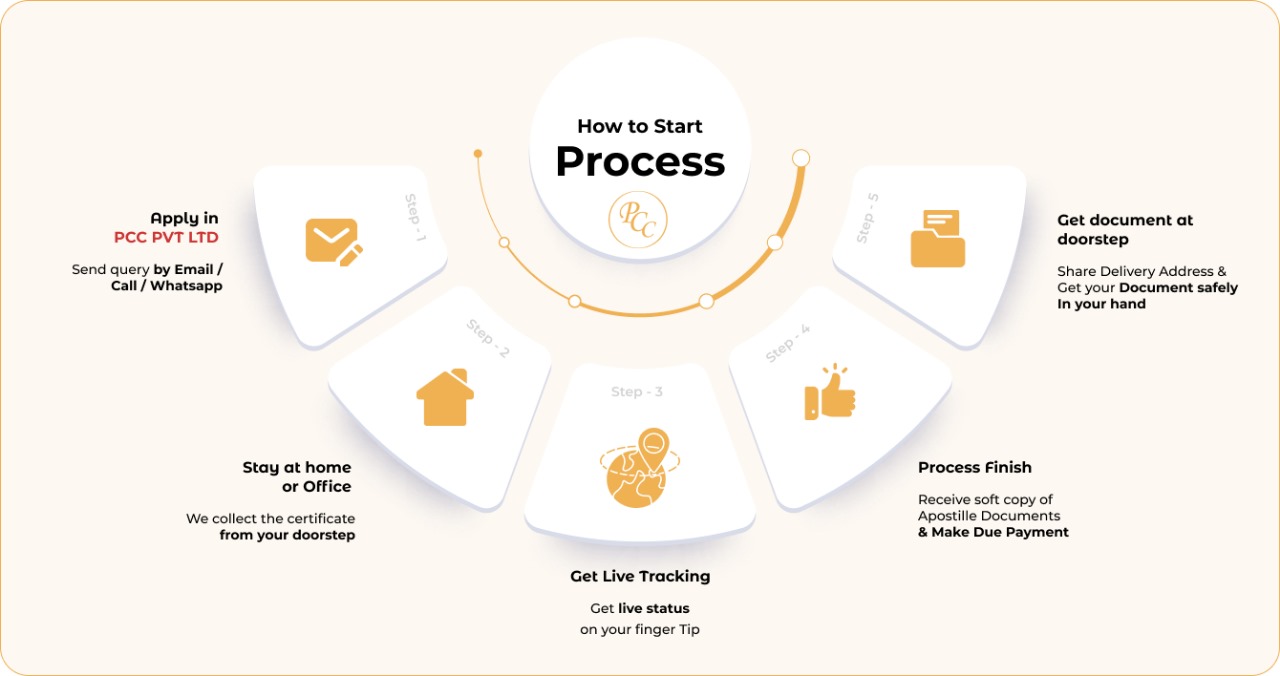 How to Start
Process
PCC
Step - 1
Apply in
PCC PVT LTD
Send query by Email /
Call / Whatsapp
Step - 2
Stay at home
or Office
We collect the certificate
from your doorstep
Step - 3
Get Live Tracking
Get live status
on your finger Tip
Step - 4
Process Finish
Receive soft copy of
Apostille Documents
& Make Due Payment
Step - 5
Get document at
doorstep
Share Delivery Address &
Get your Document safely
In your hand